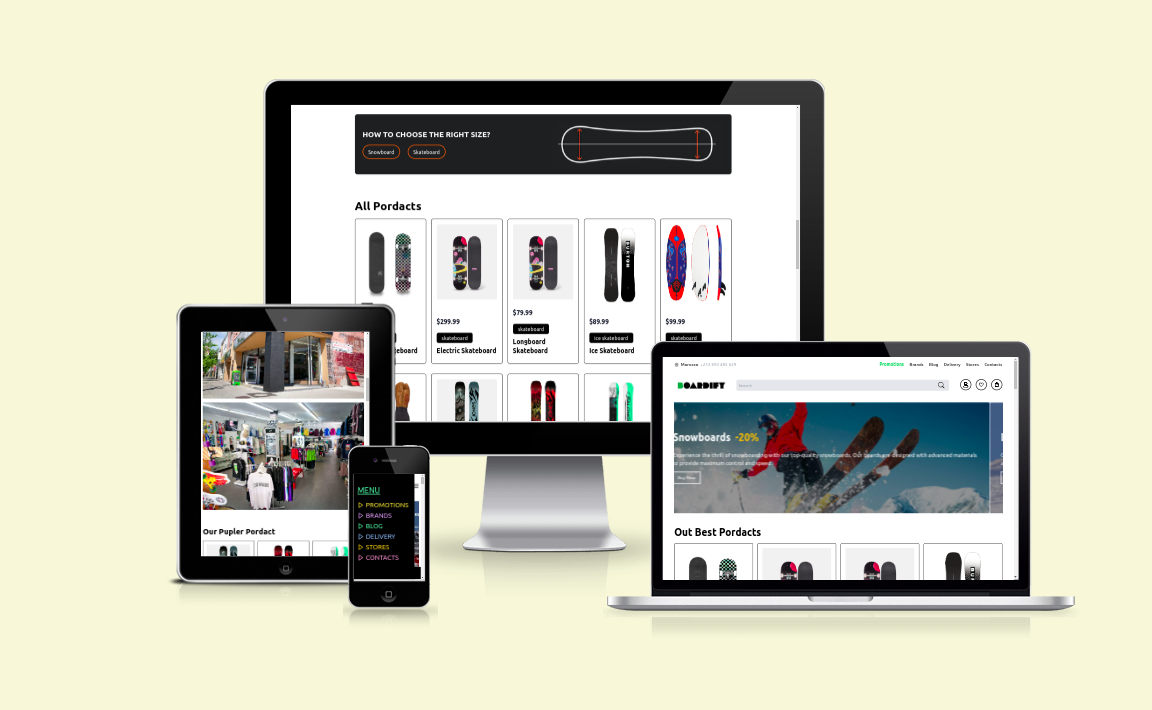 HOW TO CHOOSE THE RIGHT SIZE?
Snowboard Skateboard
All Pordacts
$299.99
skateboard
Electric Skateboard
$79.99
skateboard
Longboard
Skateboard
$89.99
ice skateboard
Ice Skateboard
$99.99
skateboard
Our Pupler Pordact
MENU
PROMOTIONS
BRANDS
BLOG
DELIVERY
STORES
CONTACTS
Morocco
Promotions Brands Blog Delivery Stores Contacts
BOARDIFY
Search
Snowboards -20%
Experience the thrill of snowboarding with our top-quality snowboards. Our boards are designed with advanced materials
to provide maximum control and speed.
Buy Now
Out Best Pordacts